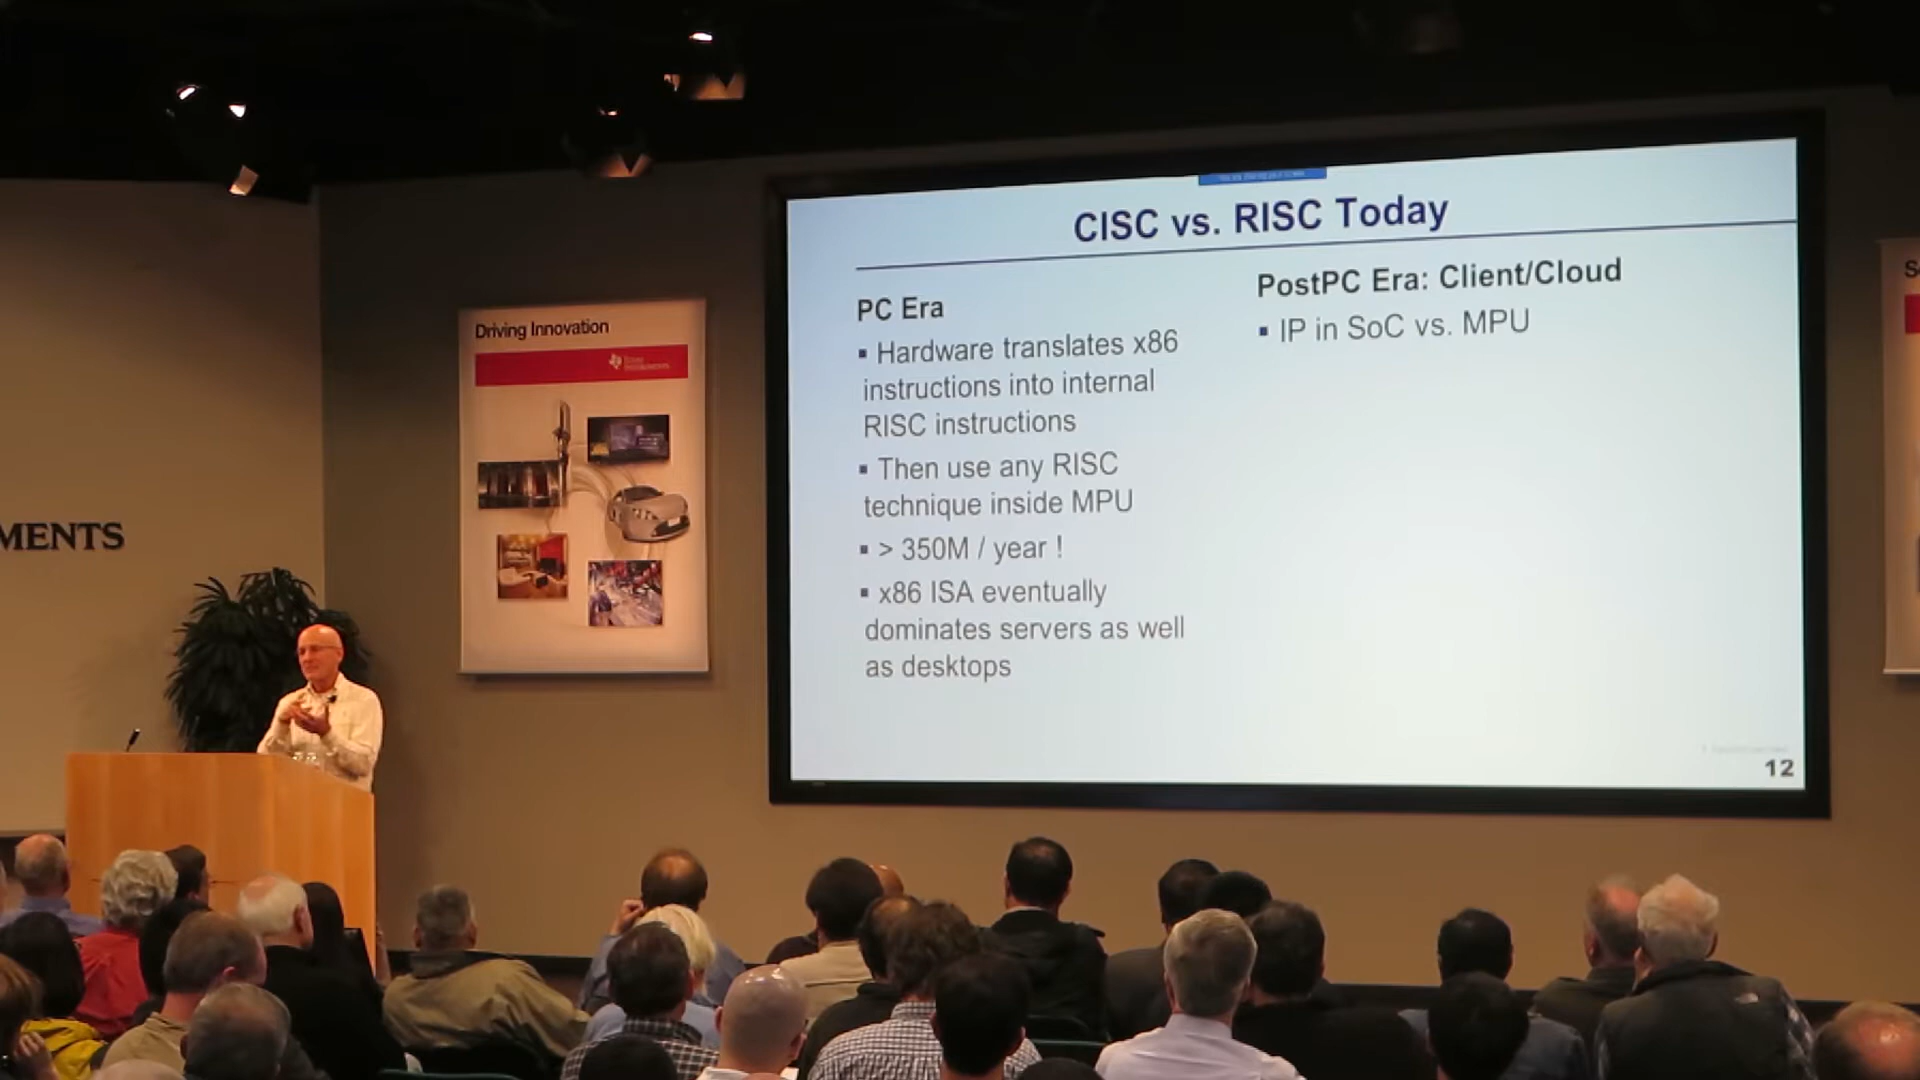 CISC vs. RISC Today
PC Era
▪ Hardware translates x86
instructions into internal
RISC instructions
▪ Then use any RISC
technique inside MPU
▪ > 350M / year !
▪ x86 ISA eventually
dominates servers as well
as desktops
PostPC Era: Client/Cloud
▪ IP in SoC vs. MPU
12
Driving Innovation
Texas
Instruments
MENTS
S